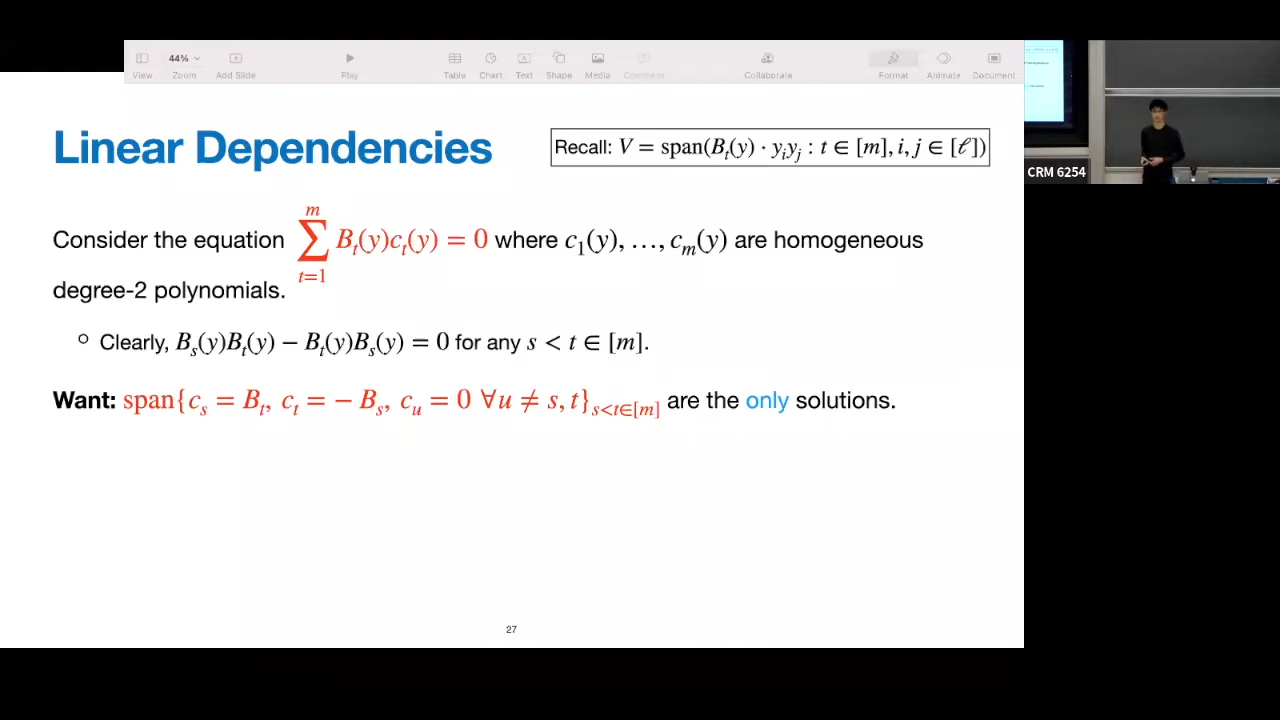 44%
View Zoom Add Slide Play Table Chart Text Shape Media Comment Collaborate Format Animate Document
Linear Dependencies
Recall: V = span(B_t(y) · y_i y_j : t ∈ [m], i, j ∈ [ℓ])
Consider the equation ∑_{t=1}^{m} B_t(y)c_t(y) = 0 where c_1(y), …, c_m(y) are homogeneous
degree-2 polynomials.
○ Clearly, B_s(y)B_t(y) − B_t(y)B_s(y) = 0 for any s < t ∈ [m].
Want: span{c_s = B_t, c_t = − B_s, c_u = 0 ∀u ≠ s, t}_{s<t∈[m]} are the only solutions.
27
CRM 6254